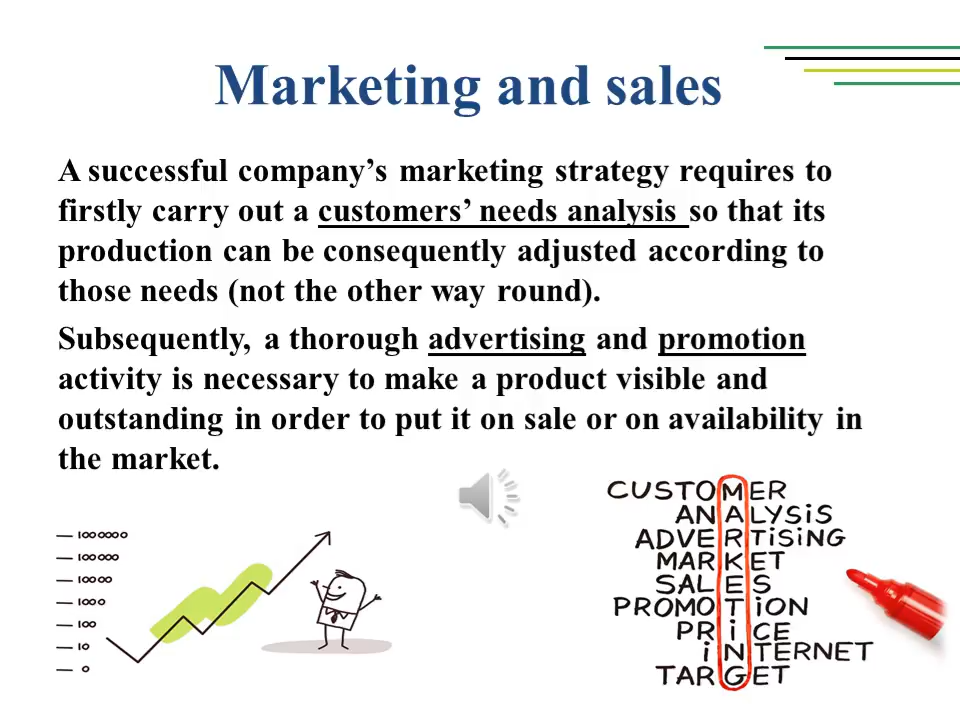 Marketing and sales
A successful company’s marketing strategy requires to
firstly carry out a customers’ needs analysis so that its
production can be consequently adjusted according to
those needs (not the other way round).
Subsequently, a thorough advertising and promotion
activity is necessary to make a product visible and
outstanding in order to put it on sale or on availability in
the market.
1000000
100000
10000
1000
100
10
0
CUSTOMER
ANALYSiS
ADVERTiSiNG
MARKET
SALES
PROMOTiON
PRiCE
iNTERNET
TARGET